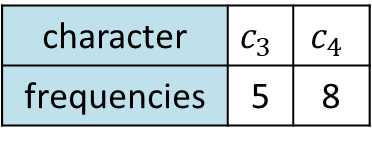 character c₃ c₄
frequencies 5 8